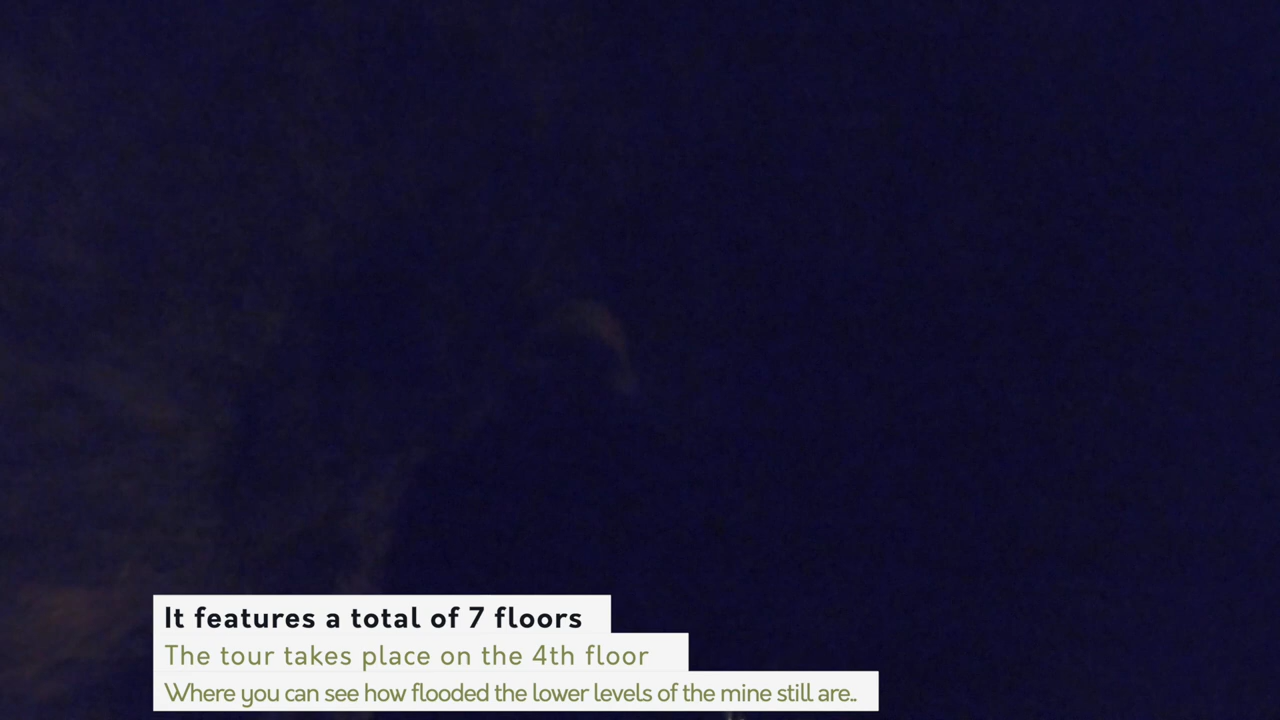 It features a total of 7 floors
The tour takes place on the 4th floor
Where you can see how flooded the lower levels of the mine still are..